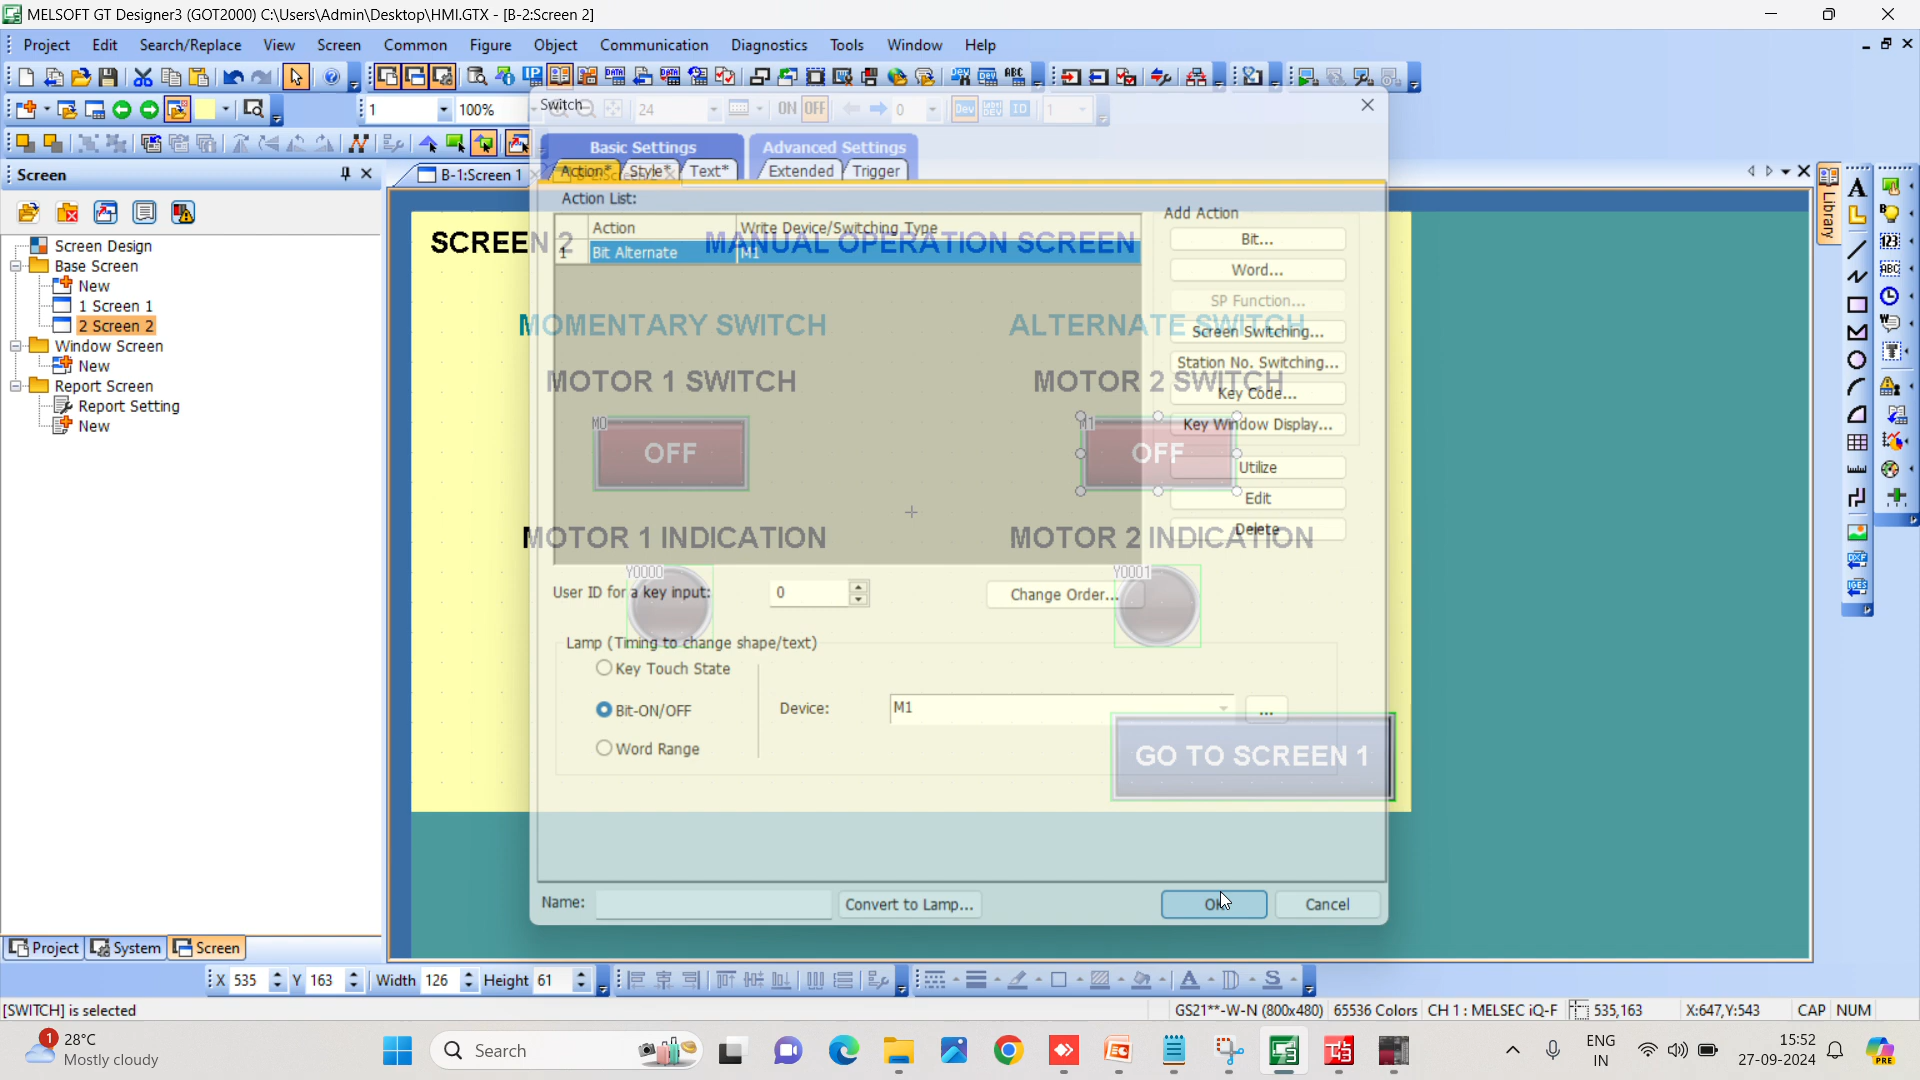 MELSOFT GT Designer3 (GOT2000) C:\Users\Admin\Desktop\HMI.GTX - [B-2:Screen 2]
Project Edit Search/Replace View Screen Common Figure Object Communication Diagnostics Tools Window Help
1 100% 24 ON OFF 0 Dev ID 1
Switch
Basic Settings Advanced Settings
Action* Style* Text* Extended Trigger
Screen
B-1:Screen 1
Library
Action List:
Action Write Device/Switching Type
1 Bit Alternate M1
Add Action
Bit...
Word...
SP Function...
Screen Switching...
Station No. Switching...
Key Code...
Key Window Display...
Utilize
Edit
Delete
Screen Design
Base Screen
New
1 Screen 1
2 Screen 2
Window Screen
New
Report Screen
Report Setting
New
SCREEN 2 MANUAL OPERATION SCREEN
MOMENTARY SWITCH ALTERNATE SWITCH
MOTOR 1 SWITCH MOTOR 2 SWITCH
M0 M1
OFF OFF
MOTOR 1 INDICATION MOTOR 2 INDICATION
Y0000 Y0001
User ID for a key input: 0 Change Order...
Lamp (Timing to change shape/text)
Key Touch State
Bit-ON/OFF Device: M1 ...
Word Range
GO TO SCREEN 1
Name: Convert to Lamp... OK Cancel
Project System Screen
X 535 Y 163 Width 126 Height 61
[SWITCH] is selected GS21**-W-N (800x480) 65536 Colors CH 1 : MELSEC iQ-F 535,163 X:647,Y:543 CAP NUM
1 28°C
Mostly cloudy
Search
ENG
IN
15:52
27-09-2024
PRE